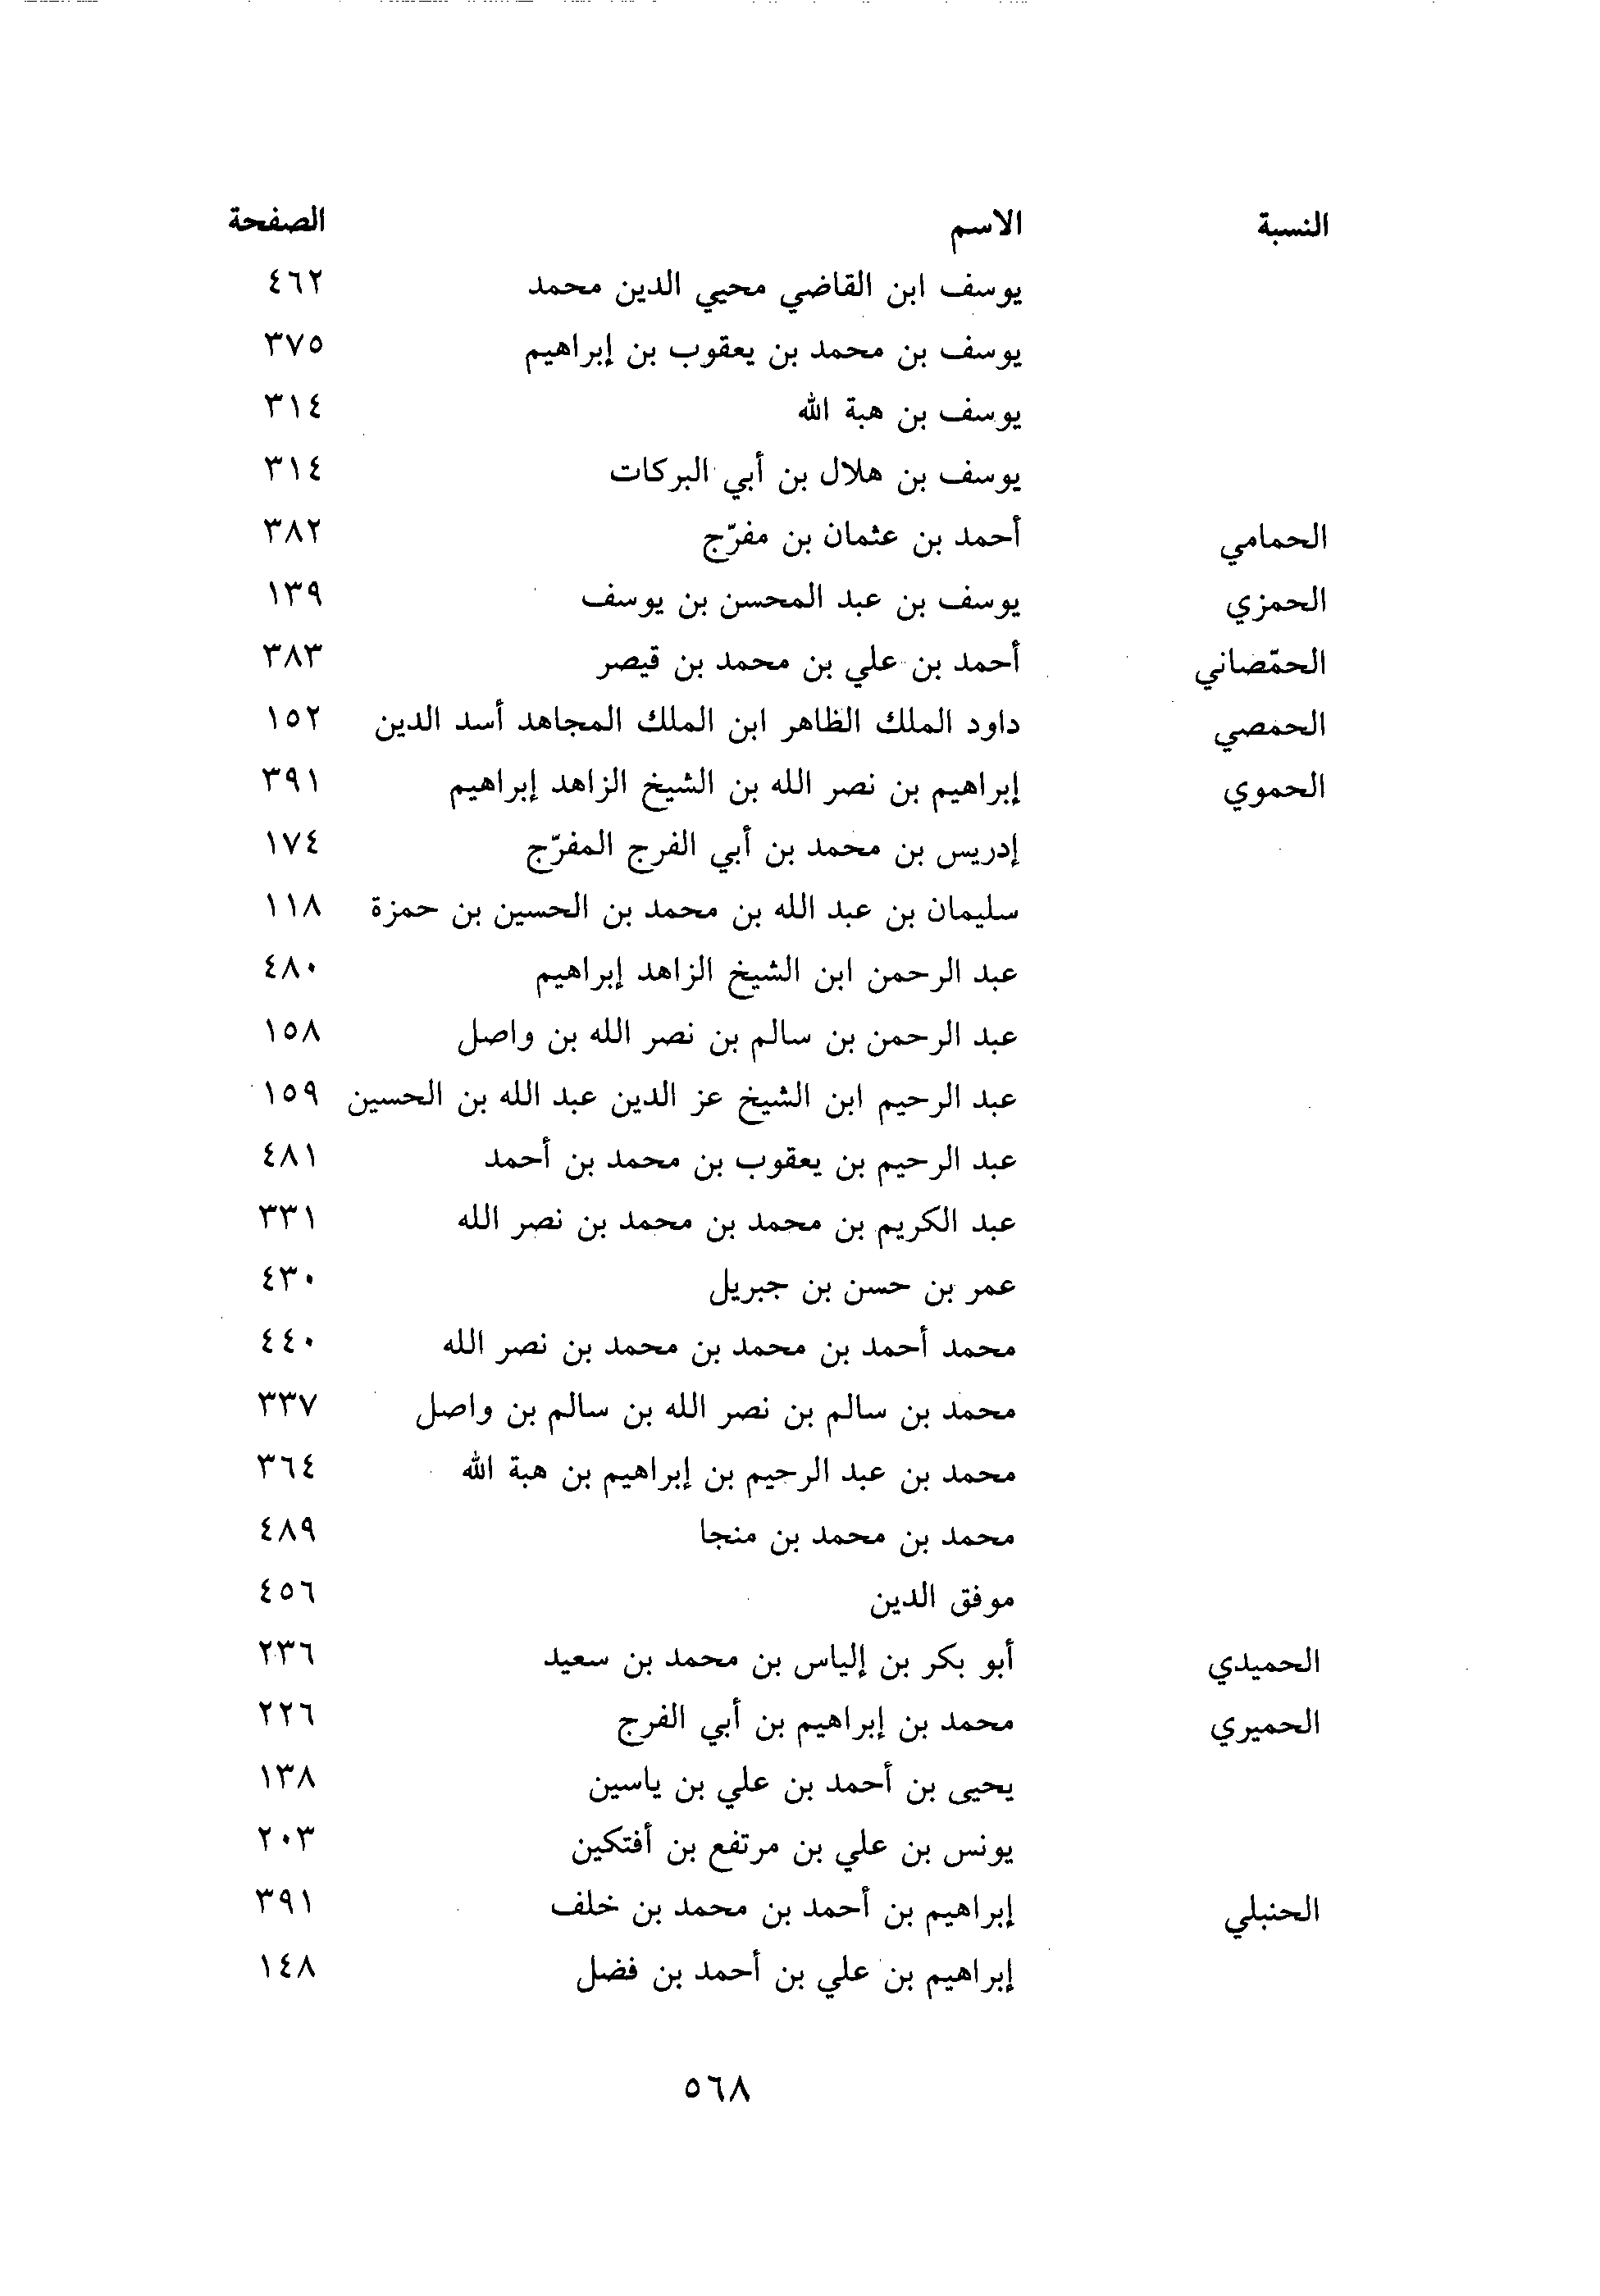 النسبة الاسم الصفحة
يوسف ابن القاضي محيي الدين محمد ٤٦٢
يوسف بن محمد بن يعقوب بن إبراهيم ٣٧٥
يوسف بن هبة الله ٣١٤
يوسف بن هلال بن أبي البركات ٣١٤
الحمامي أحمد بن عثمان بن مفرّج ٣٨٢
الحمزي يوسف بن عبد المحسن بن يوسف ١٣٩
الحمّصاني أحمد بن علي بن محمد بن قيصر ٣٨٣
الحمصي داود الملك الظاهر ابن الملك المجاهد أسد الدين ١٥٢
الحموي إبراهيم بن نصر الله بن الشيخ الزاهد إبراهيم ٣٩١
إدريس بن محمد بن أبي الفرج المفرّج ١٧٤
سليمان بن عبد الله بن محمد بن الحسين بن حمزة ١١٨
عبد الرحمن ابن الشيخ الزاهد إبراهيم ٤٨٠
عبد الرحمن بن سالم بن نصر الله بن واصل ١٥٨
عبد الرحيم ابن الشيخ عز الدين عبد الله بن الحسين ١٥٩
عبد الرحيم بن يعقوب بن محمد بن أحمد ٤٨١
عبد الكريم بن محمد بن محمد بن نصر الله ٣٣١
عمر بن حسن بن جبريل ٤٣٠
محمد أحمد بن محمد بن محمد بن نصر الله ٤٤٠
محمد بن سالم بن نصر الله بن سالم بن واصل ٣٣٧
محمد بن عبد الرحيم بن إبراهيم بن هبة الله ٣٦٤
محمد بن محمد بن منجا ٤٨٩
موفق الدين ٤٥٦
الحميدي أبو بكر بن إلياس بن محمد بن سعيد ٢٣٦
الحميري محمد بن إبراهيم بن أبي الفرج ٢٢٦
يحيى بن أحمد بن علي بن ياسين ١٣٨
يونس بن علي بن مرتفع بن أفتكين ٢٠٣
الحنبلي إبراهيم بن أحمد بن محمد بن خلف ٣٩١
إبراهيم بن علي بن أحمد بن فضل ١٤٨
٥٦٨